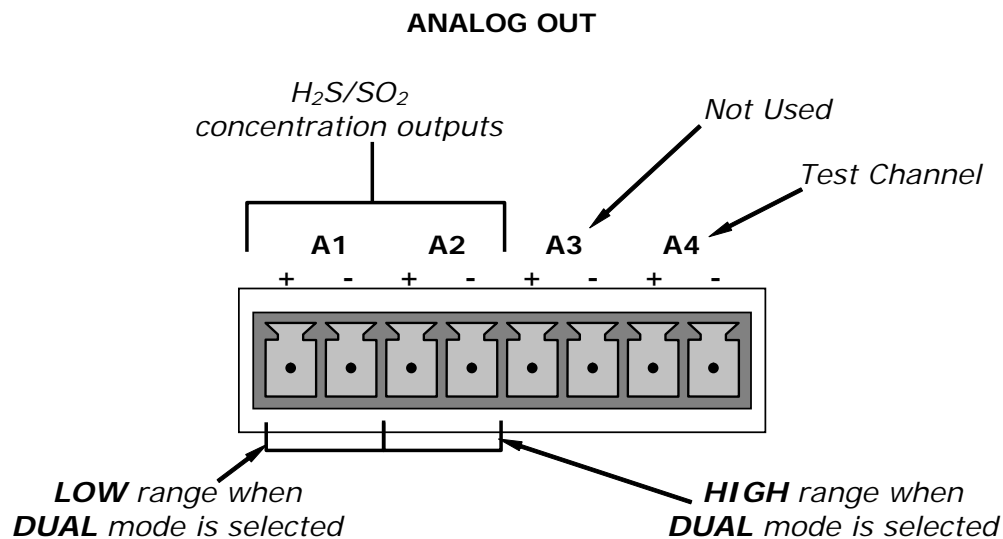 ANALOG OUT
H₂S/SO₂
concentration outputs
Not Used
Test Channel
A1 A2 A3 A4
+ - + - + - + -
LOW range when
DUAL mode is selected
HIGH range when
DUAL mode is selected